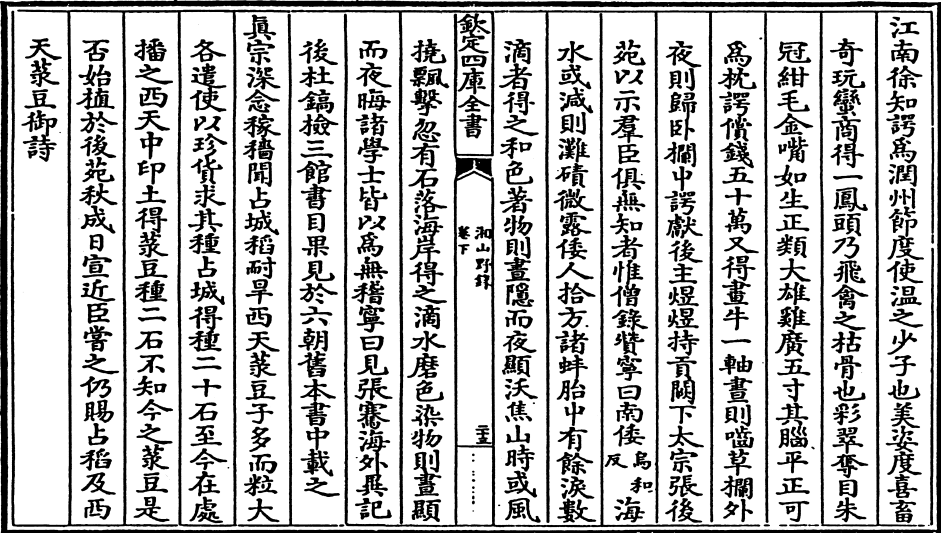 江南徐知諤爲潤州節度使溫之少子也美姿度喜畜
奇玩蠻商得一鳳頭乃飛禽之枯骨也彩翠奪目朱
冠紺毛金嘴如生正類大雄雞廣五寸其腦平正可
爲枕諤償錢五十萬又得畫牛一軸晝則嚙草欄外
夜則歸卧欄中諤獻後主煜煜持貢闕下太宗張後
苑以示羣臣俱無知者惟僧錄贊寧曰南倭烏和反海
水或減則灘磧微露倭人拾方諸蚌胎中有餘淚數
滴者得之和色著物則晝隱而夜顯沃焦山時或風
欽定四庫全書
湘山野錄
卷下
二十三
撓飄擊忽有石落海岸得之滴水磨色染物則晝顯
而夜晦諸學士皆以爲無稽寧曰見張騫海外異記
後杜鎬檢三館書目果見於六朝舊本書中載之
真宗深念稼穡聞占城稻耐旱西天菉豆子多而粒大
各遣使以珍貨求其種占城得種二十石至今在處
播之西天中印土得菉豆種二石不知今之菉豆是
否始植於後苑秋成日宣近臣嘗之仍賜占稻及西
天菉豆御詩